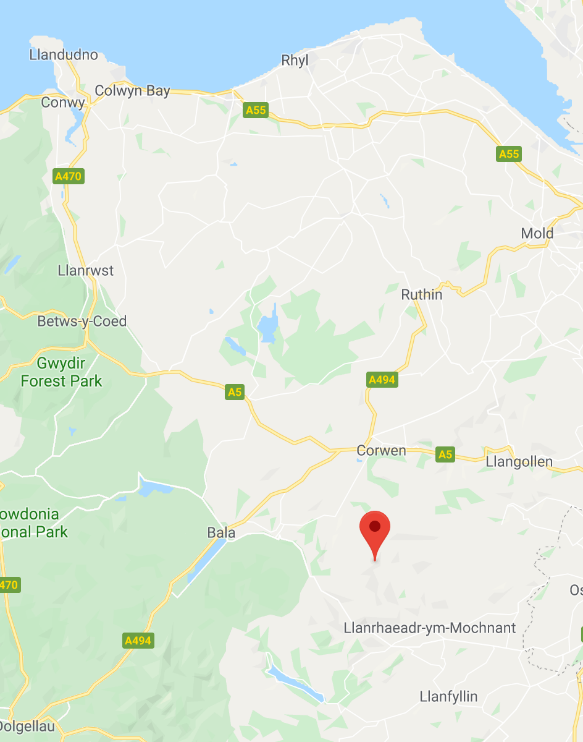 Llandudno
Rhyl
Colwyn Bay
Conwy
A55
A55
A470
Mold
Llanrwst
Ruthin
Betws-y-Coed
Gwydir
Forest Park
A494
A5
Corwen
A5
Llangollen
owdonia
onal Park
Bala
470
Os
Llanrhaeadr-ym-Mochnant
A494
Llanfyllin
Dolgellau